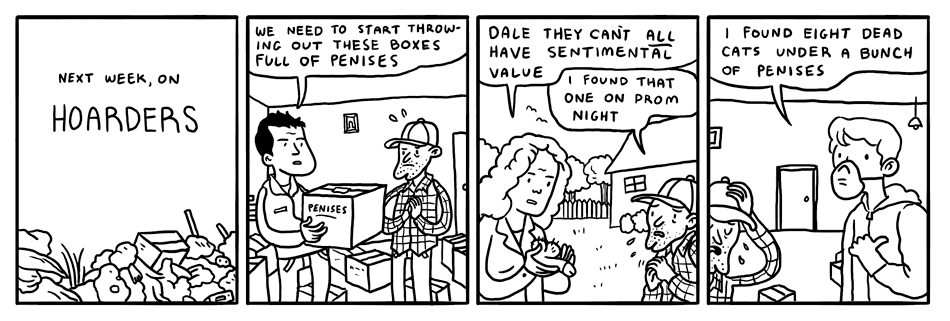 NEXT WEEK, ON
HOARDERS
WE NEED TO START THROW-
ING OUT THESE BOXES
FULL OF PENISES
PENISES
DALE THEY CAN'T ALL
HAVE SENTIMENTAL
VALUE
I FOUND THAT
ONE ON PROM
NIGHT
I FOUND EIGHT DEAD
CATS UNDER A BUNCH
OF PENISES